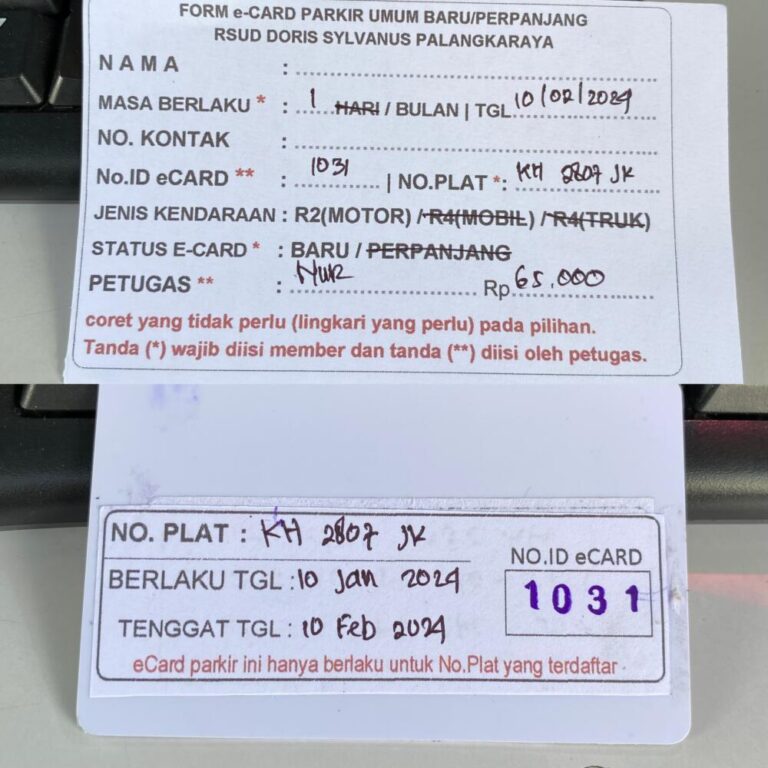 FORM e-CARD PARKIR UMUM BARU/PERPANJANG
RSUD DORIS SYLVANUS PALANGKARAYA
N A M A :
MASA BERLAKU * : 1 HARI / BULAN | TGL 10/02/2024
NO. KONTAK :
No.ID eCARD ** : 1031 | NO.PLAT *: KH 2807 JK
JENIS KENDARAAN : R2(MOTOR) / R4(MOBIL) / R4(TRUK)
STATUS E-CARD * : BARU / PERPANJANG
PETUGAS ** : NUR Rp 65.000
coret yang tidak perlu (lingkari yang perlu) pada pilihan.
Tanda (*) wajib diisi member dan tanda (**) diisi oleh petugas.
NO. PLAT : KH 2807 JK
BERLAKU TGL : 10 Jan 2024
TENGGAT TGL : 10 Feb 2024
NO.ID eCARD
1031
eCard parkir ini hanya berlaku untuk No.Plat yang terdaftar